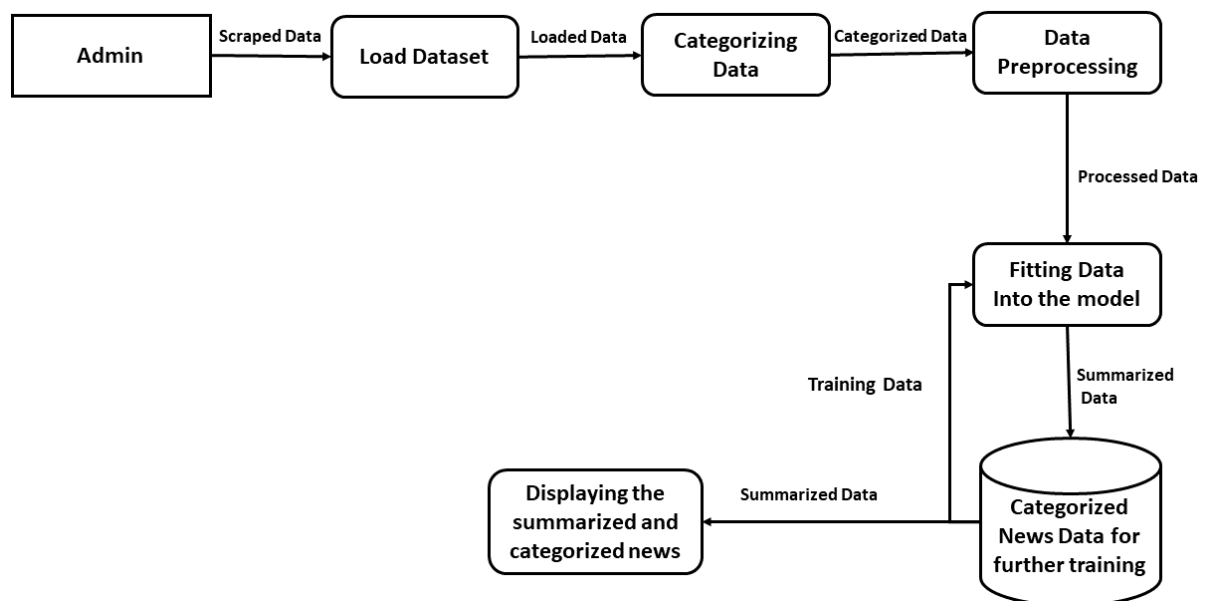 Admin
Scraped Data
Load Dataset
Loaded Data
Categorizing
Data
Categorized Data
Data
Preprocessing
Processed Data
Fitting Data
Into the model
Training Data
Summarized
Data
Categorized
News Data for
further training
Summarized Data
Displaying the
summarized and
categorized news